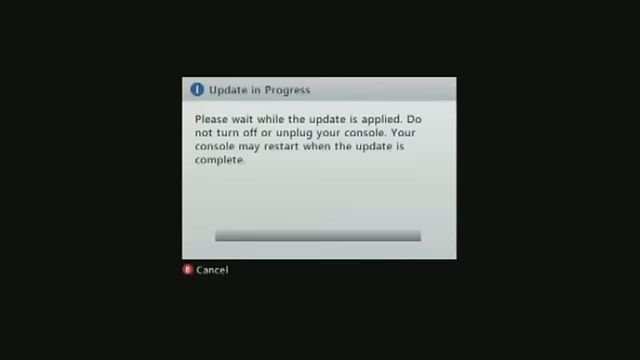 i Update in Progress
Please wait while the update is applied. Do
not turn off or unplug your console. Your
console may restart when the update is
complete.
B Cancel